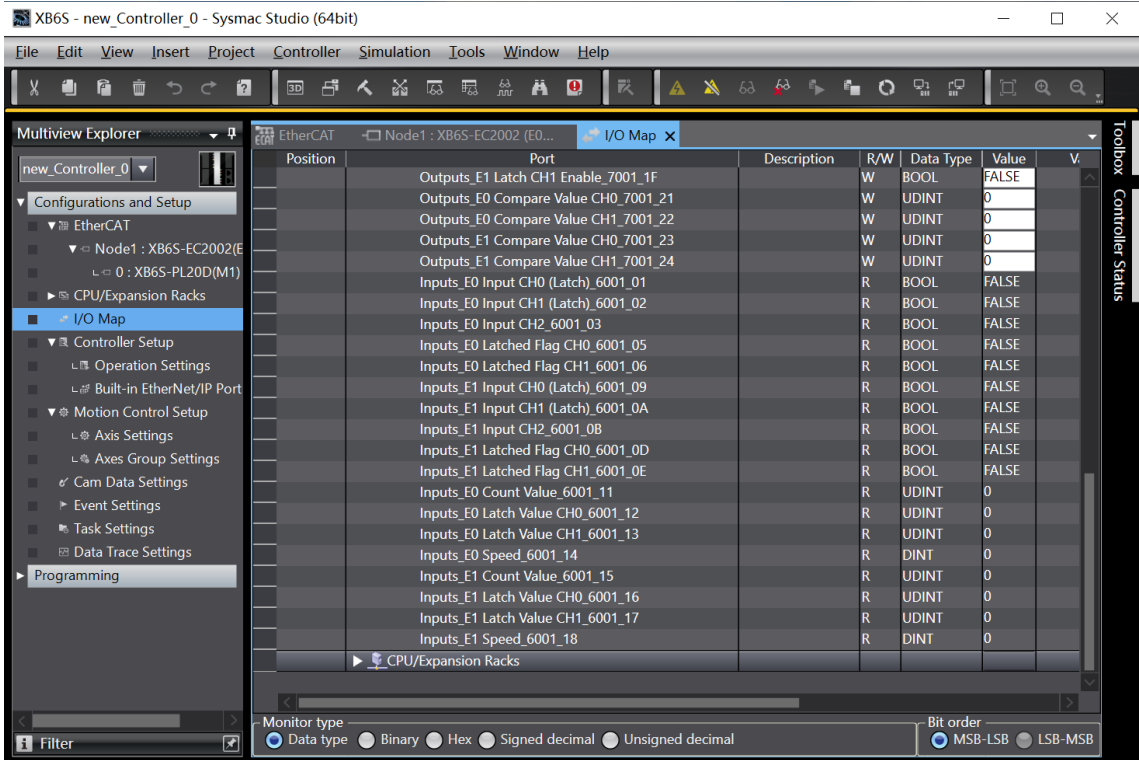 XB6S - new_Controller_0 - Sysmac Studio (64bit)
File Edit View Insert Project Controller Simulation Tools Window Help
Multiview Explorer
new_Controller_0
Configurations and Setup
EtherCAT
Node1 : XB6S-EC2002(E
0 : XB6S-PL20D(M1)
CPU/Expansion Racks
I/O Map
Controller Setup
Operation Settings
Built-in EtherNet/IP Port
Motion Control Setup
Axis Settings
Axes Group Settings
Cam Data Settings
Event Settings
Task Settings
Data Trace Settings
Programming
Filter
EtherCAT Node1 : XB6S-EC2002 (E0... I/O Map
Position Port Description R/W Data Type Value V.
Outputs_E1 Latch CH1 Enable_7001_1F W BOOL FALSE
Outputs_E0 Compare Value CH0_7001_21 W UDINT 0
Outputs_E0 Compare Value CH1_7001_22 W UDINT 0
Outputs_E1 Compare Value CH0_7001_23 W UDINT 0
Outputs_E1 Compare Value CH1_7001_24 W UDINT 0
Inputs_E0 Input CH0 (Latch)_6001_01 R BOOL FALSE
Inputs_E0 Input CH1 (Latch)_6001_02 R BOOL FALSE
Inputs_E0 Input CH2_6001_03 R BOOL FALSE
Inputs_E0 Latched Flag CH0_6001_05 R BOOL FALSE
Inputs_E0 Latched Flag CH1_6001_06 R BOOL FALSE
Inputs_E1 Input CH0 (Latch)_6001_09 R BOOL FALSE
Inputs_E1 Input CH1 (Latch)_6001_0A R BOOL FALSE
Inputs_E1 Input CH2_6001_0B R BOOL FALSE
Inputs_E1 Latched Flag CH0_6001_0D R BOOL FALSE
Inputs_E1 Latched Flag CH1_6001_0E R BOOL FALSE
Inputs_E0 Count Value_6001_11 R UDINT 0
Inputs_E0 Latch Value CH0_6001_12 R UDINT 0
Inputs_E0 Latch Value CH1_6001_13 R UDINT 0
Inputs_E0 Speed_6001_14 R DINT 0
Inputs_E1 Count Value_6001_15 R UDINT 0
Inputs_E1 Latch Value CH0_6001_16 R UDINT 0
Inputs_E1 Latch Value CH1_6001_17 R UDINT 0
Inputs_E1 Speed_6001_18 R DINT 0
CPU/Expansion Racks
Monitor type
Data type Binary Hex Signed decimal Unsigned decimal
Bit order
MSB-LSB LSB-MSB
Toolbox
Controller Status